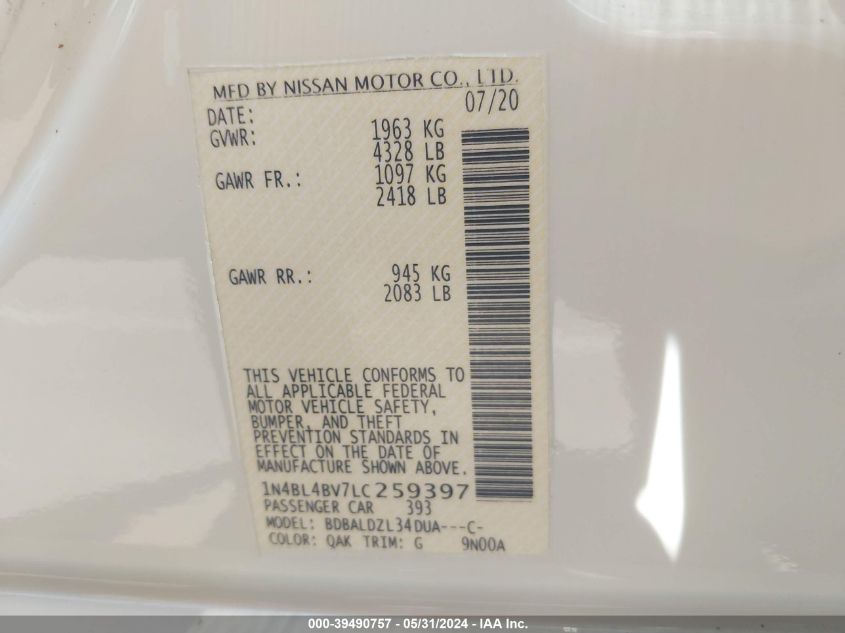 MFD BY NISSAN MOTOR CO., LTD.
DATE: 07/20
GVWR: 1963 KG
4328 LB
GAWR FR.: 1097 KG
2418 LB
GAWR RR.: 945 KG
2083 LB
THIS VEHICLE CONFORMS TO
ALL APPLICABLE FEDERAL
MOTOR VEHICLE SAFETY,
BUMPER, AND THEFT
PREVENTION STANDARDS IN
EFFECT ON THE DATE OF
MANUFACTURE SHOWN ABOVE.
1N4BL4BV7LC259397
PASSENGER CAR 393
MODEL: BDBALDZL34DUA---C-
COLOR: QAK TRIM: G 9N00A
000-39490757 - 05/31/2024 - IAA Inc.